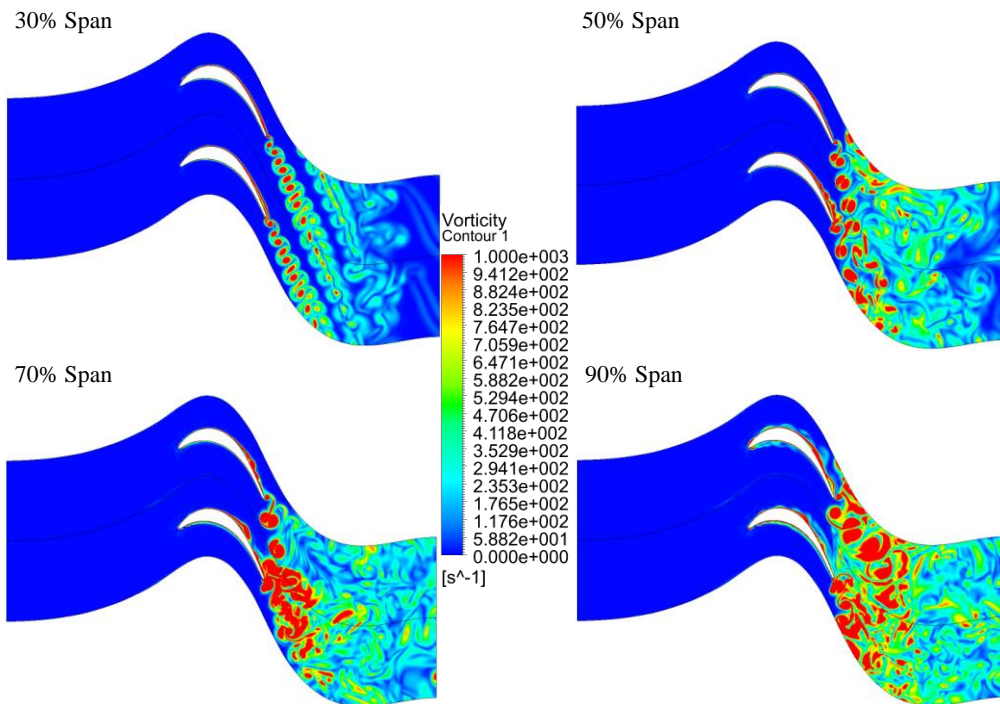 30% Span
50% Span
Vorticity
Contour 1
1.000e+003
9.412e+002
8.824e+002
8.235e+002
7.647e+002
7.059e+002
6.471e+002
5.882e+002
5.294e+002
4.706e+002
4.118e+002
3.529e+002
2.941e+002
2.353e+002
1.765e+002
1.176e+002
5.882e+001
0.000e+000
[s^-1]
70% Span
90% Span